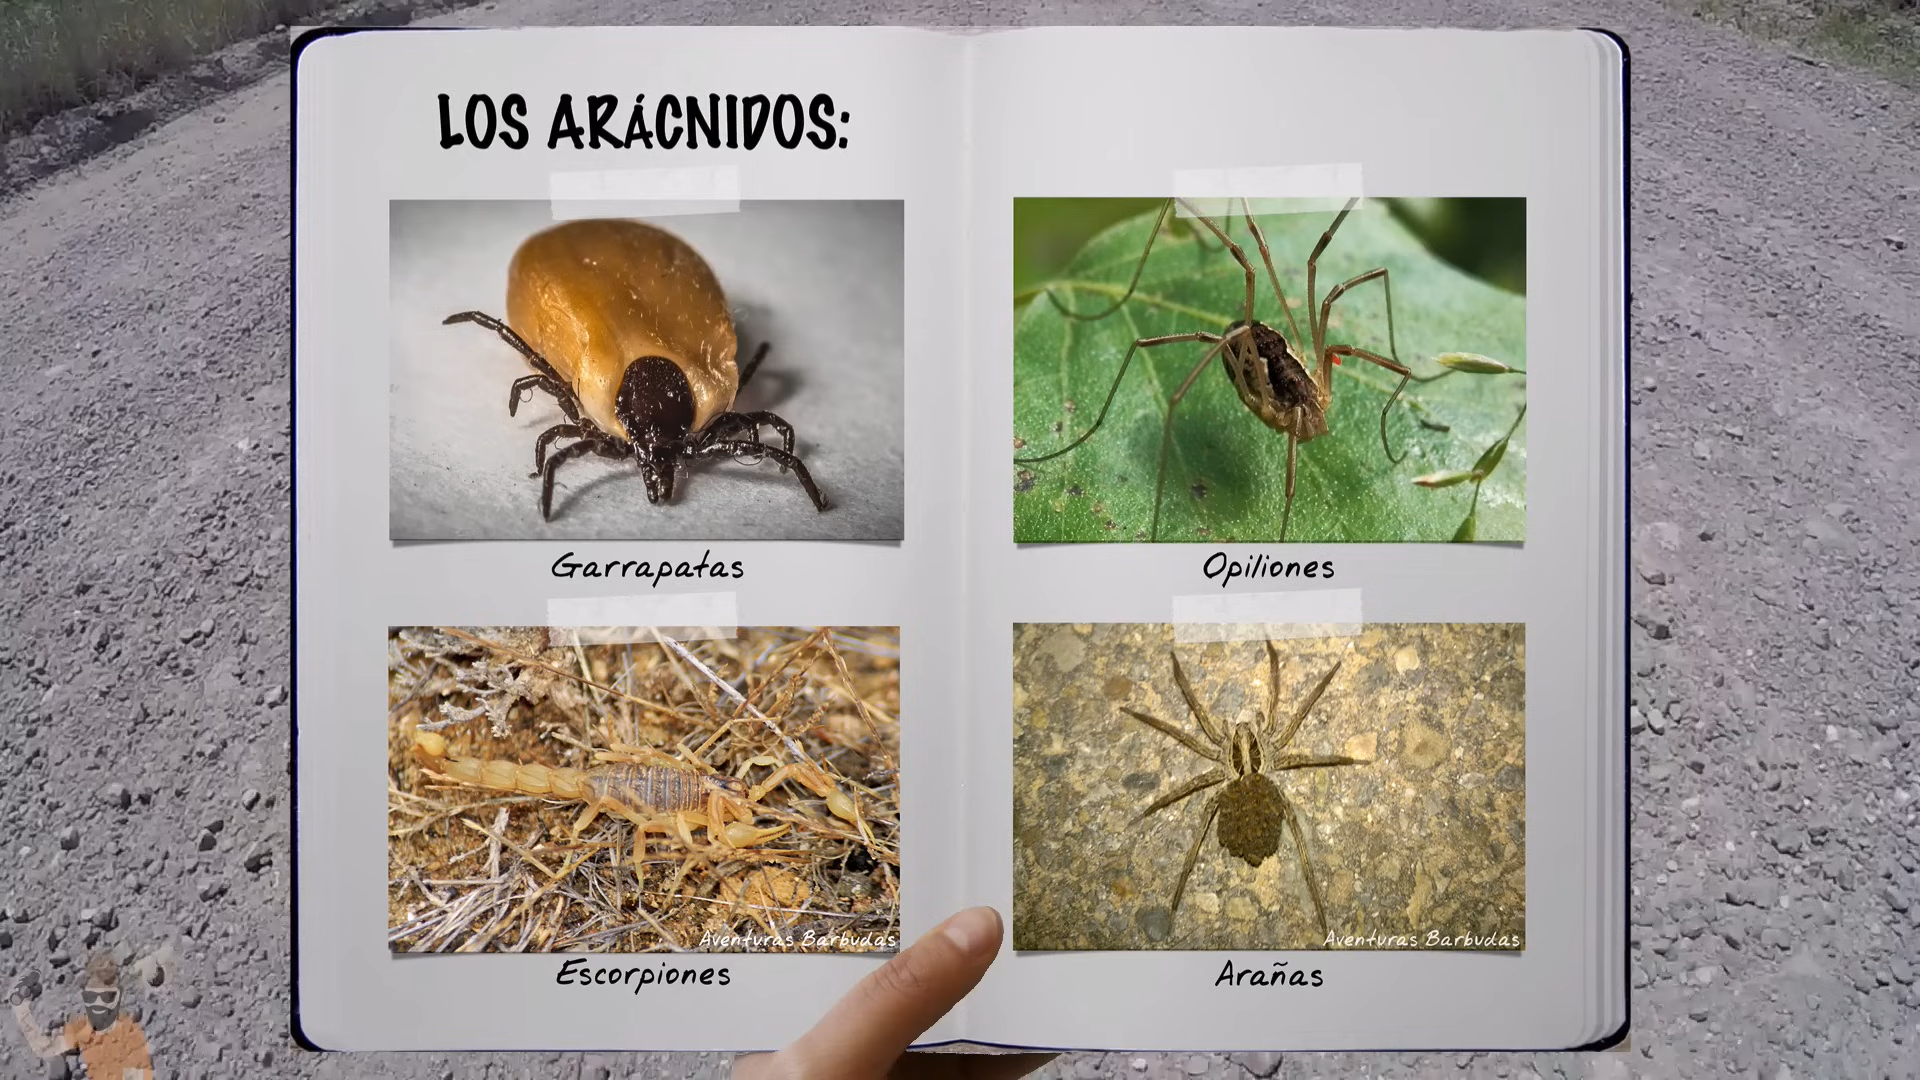 LOS ARÁCNIDOS:
Garrapatas
Opiliones
Aventuras Barbudas
Escorpiones
Aventuras Barbudas
Arañas